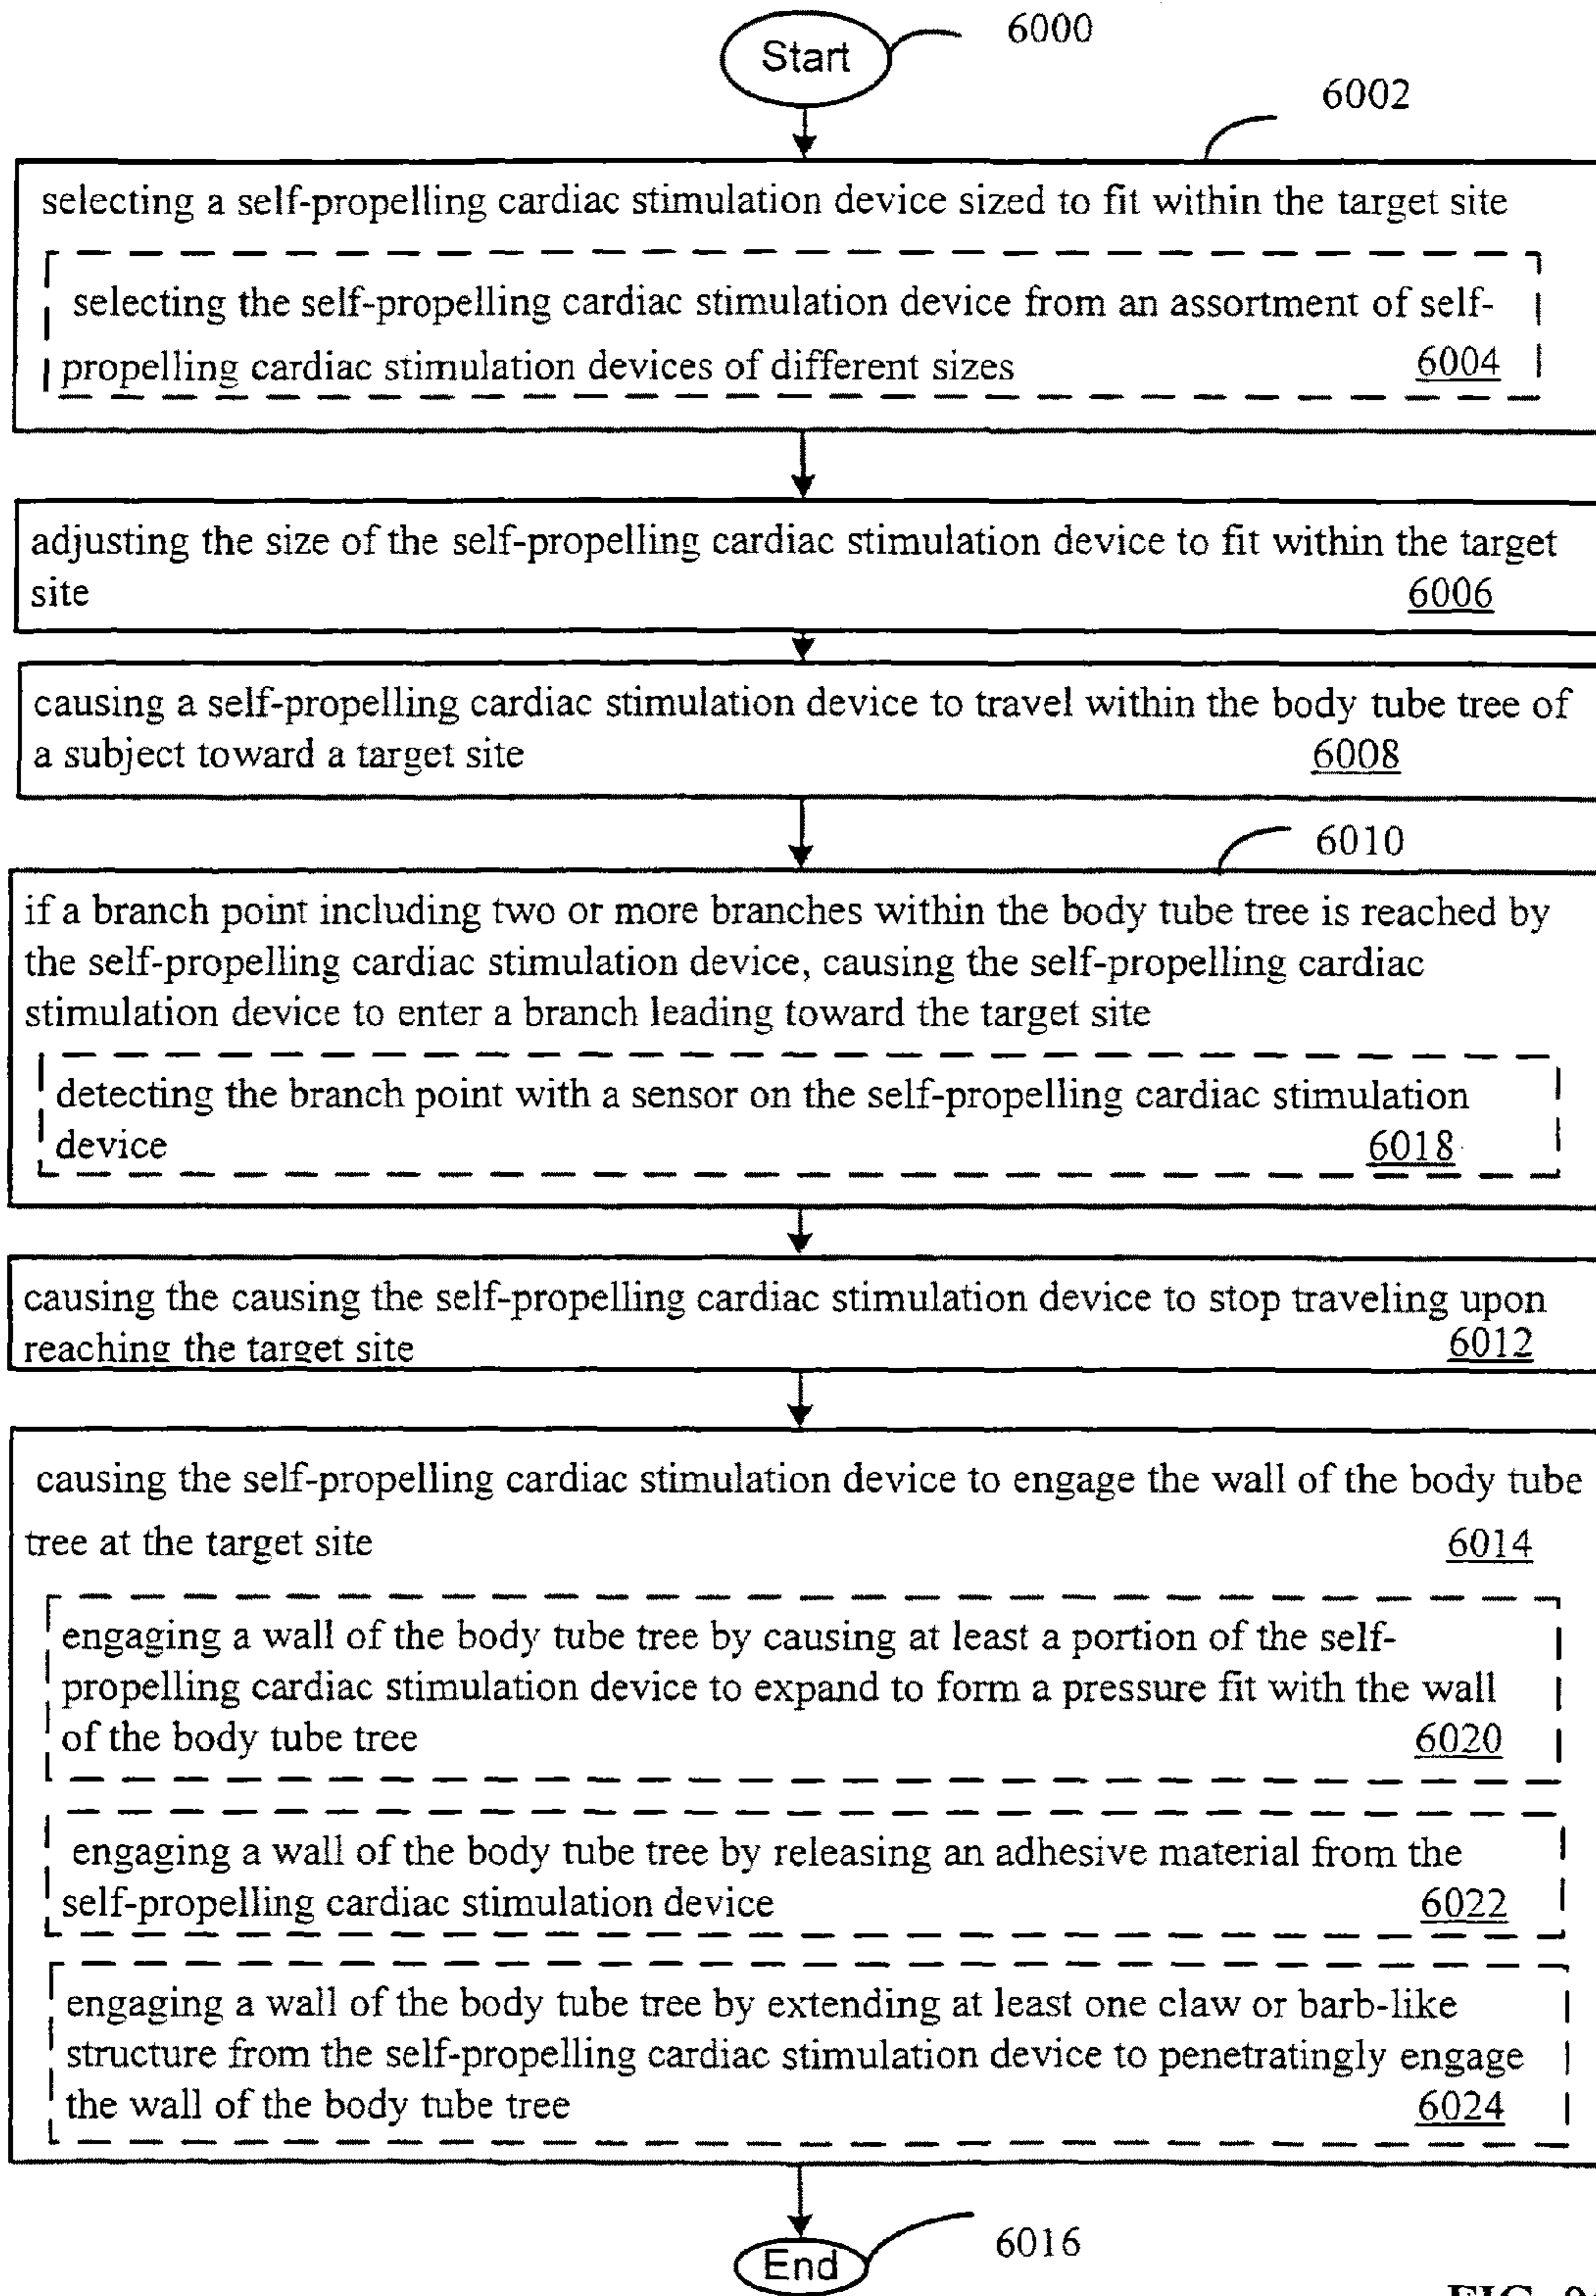 Start
6000
6002
selecting a self-propelling cardiac stimulation device sized to fit within the target site
selecting the self-propelling cardiac stimulation device from an assortment of self-
propelling cardiac stimulation devices of different sizes 6004
adjusting the size of the self-propelling cardiac stimulation device to fit within the target
site 6006
causing a self-propelling cardiac stimulation device to travel within the body tube tree of
a subject toward a target site 6008
6010
if a branch point including two or more branches within the body tube tree is reached by
the self-propelling cardiac stimulation device, causing the self-propelling cardiac
stimulation device to enter a branch leading toward the target site
detecting the branch point with a sensor on the self-propelling cardiac stimulation
device 6018
causing the causing the self-propelling cardiac stimulation device to stop traveling upon
reaching the target site 6012
causing the self-propelling cardiac stimulation device to engage the wall of the body tube
tree at the target site 6014
engaging a wall of the body tube tree by causing at least a portion of the self-
propelling cardiac stimulation device to expand to form a pressure fit with the wall
of the body tube tree 6020
engaging a wall of the body tube tree by releasing an adhesive material from the
self-propelling cardiac stimulation device 6022
engaging a wall of the body tube tree by extending at least one claw or barb-like
structure from the self-propelling cardiac stimulation device to penetratingly engage
the wall of the body tube tree 6024
End
6016